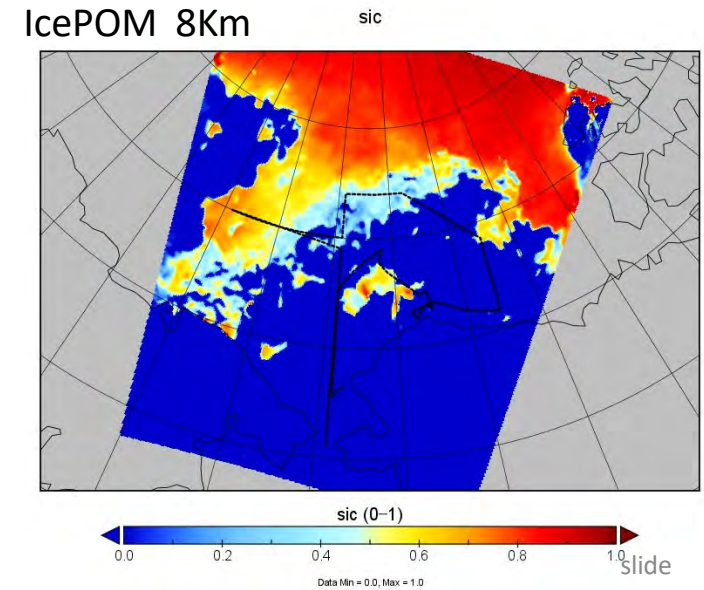 IcePOM 8Km
sic
sic (0−1)
0.0 0.2 0.4 0.6 0.8 1.0
slide
Data Min = 0.0, Max = 1.0